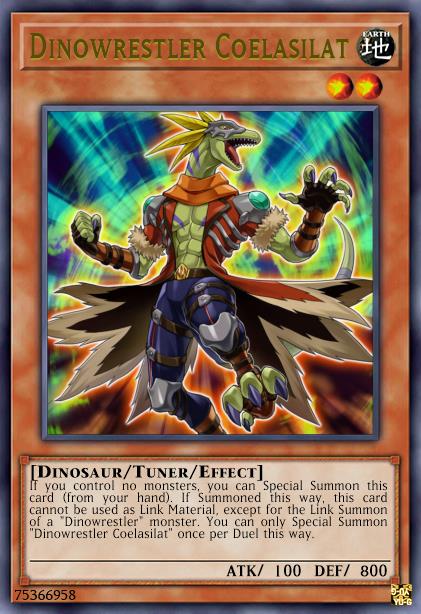 DINOWRESTLER COELASILAT
EARTH
地
[DINOSAUR/TUNER/EFFECT]
If you control no monsters, you can Special Summon this
card (from your hand). If Summoned this way, this card
cannot be used as Link Material, except for the Link Summon
of a "Dinowrestler" monster. You can only Special Summon
"Dinowrestler Coelasilat" once per Duel this way.
ATK/ 100 DEF/ 800
75366958